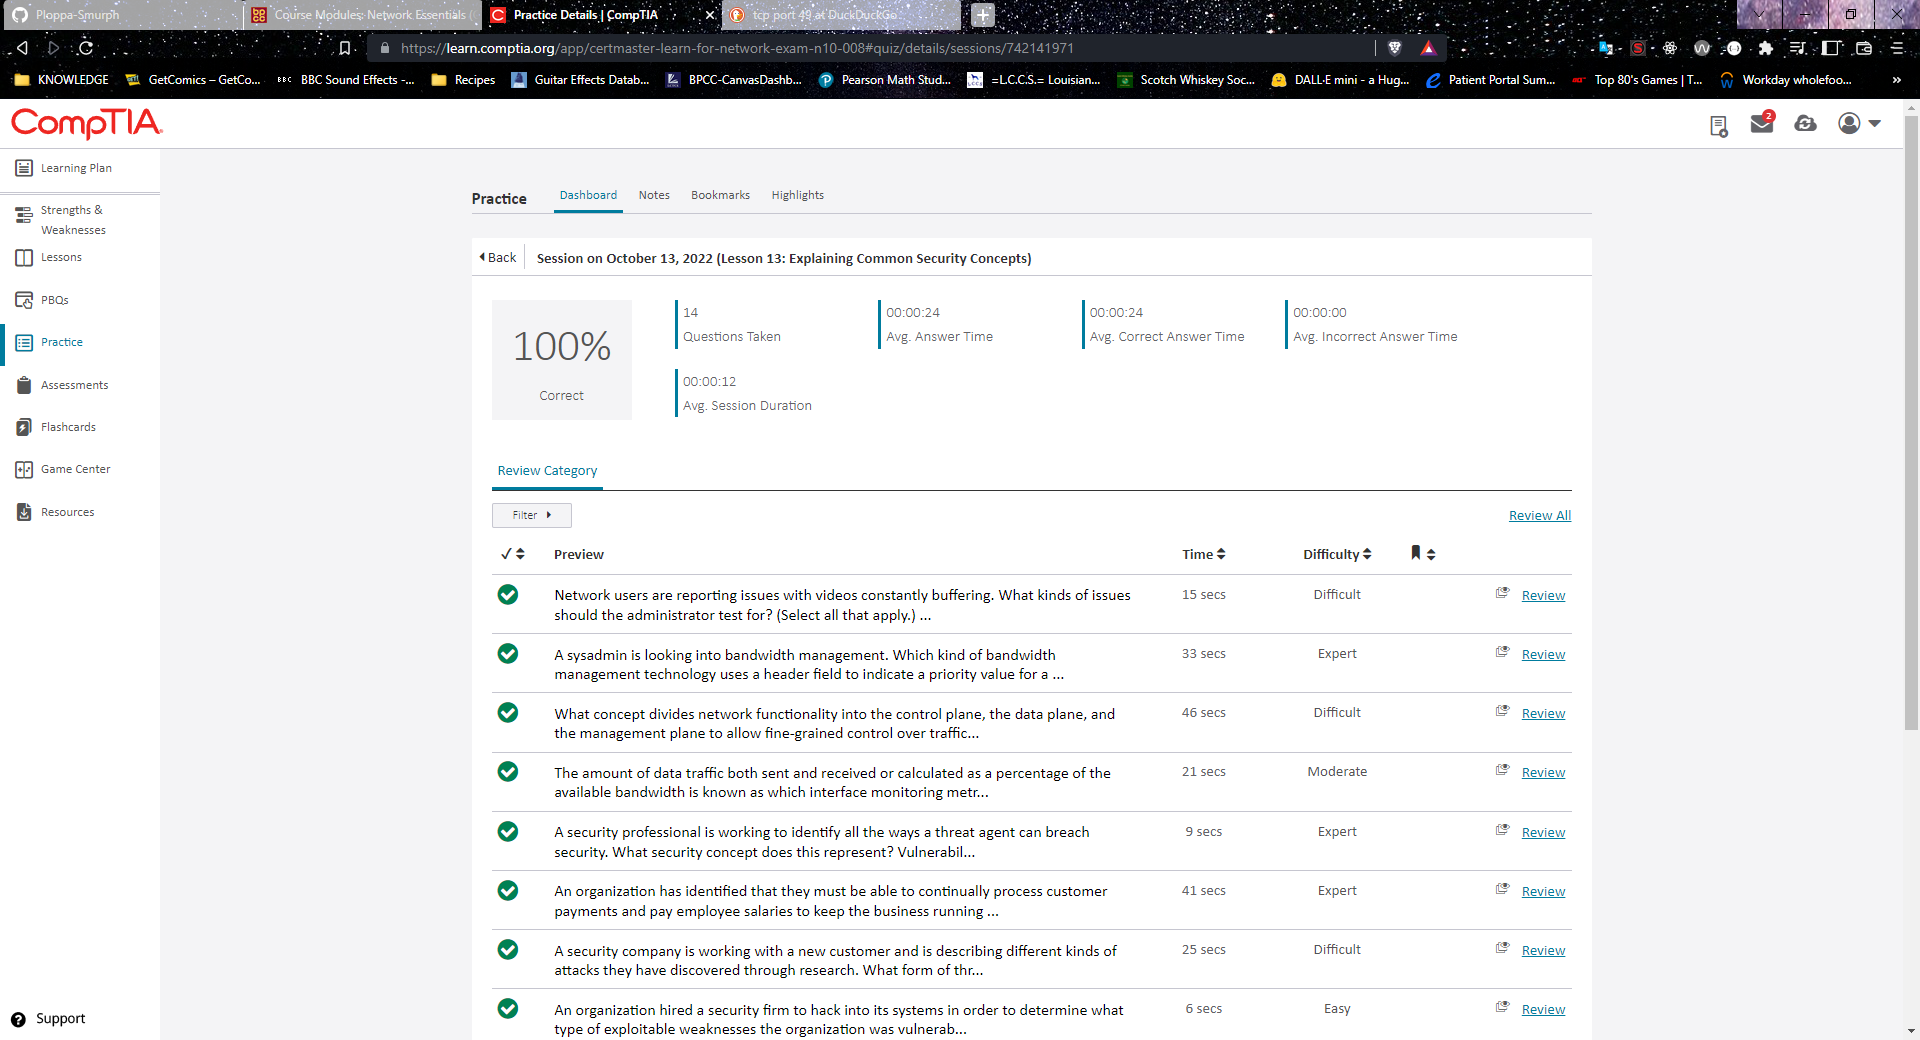 Ploppa-Smurph
Course Modules: Network Essentials (
Practice Details | CompTIA
tcp port 49 at DuckDuckGo
https://learn.comptia.org/app/certmaster-learn-for-network-exam-n10-008#quiz/details/sessions/742141971
KNOWLEDGE
GetComics – GetCo...
BBC BBC Sound Effects -...
Recipes
Guitar Effects Datab...
BPCC-CanvasDashb...
Pearson Math Stud...
=L.C.C.S.= Louisian...
Scotch Whiskey Soc...
DALL·E mini - a Hug...
Patient Portal Sum...
Top 80's Games | T...
Workday wholefoo...
»
CompTIA.
2
Learning Plan
Strengths &
Weaknesses
Lessons
PBQs
Practice
Assessments
Flashcards
Game Center
Resources
Support
Practice
Dashboard
Notes
Bookmarks
Highlights
Back
Session on October 13, 2022 (Lesson 13: Explaining Common Security Concepts)
100%
Correct
14
Questions Taken
00:00:24
Avg. Answer Time
00:00:24
Avg. Correct Answer Time
00:00:00
Avg. Incorrect Answer Time
00:00:12
Avg. Session Duration
Review Category
Filter
Review All
Preview
Time
Difficulty
Network users are reporting issues with videos constantly buffering. What kinds of issues
should the administrator test for? (Select all that apply.) ...
15 secs
Difficult
Review
A sysadmin is looking into bandwidth management. Which kind of bandwidth
management technology uses a header field to indicate a priority value for a ...
33 secs
Expert
Review
What concept divides network functionality into the control plane, the data plane, and
the management plane to allow fine-grained control over traffic...
46 secs
Difficult
Review
The amount of data traffic both sent and received or calculated as a percentage of the
available bandwidth is known as which interface monitoring metr...
21 secs
Moderate
Review
A security professional is working to identify all the ways a threat agent can breach
security. What security concept does this represent? Vulnerabil...
9 secs
Expert
Review
An organization has identified that they must be able to continually process customer
payments and pay employee salaries to keep the business running ...
41 secs
Expert
Review
A security company is working with a new customer and is describing different kinds of
attacks they have discovered through research. What form of thr...
25 secs
Difficult
Review
An organization hired a security firm to hack into its systems in order to determine what
type of exploitable weaknesses the organization was vulnerab...
6 secs
Easy
Review